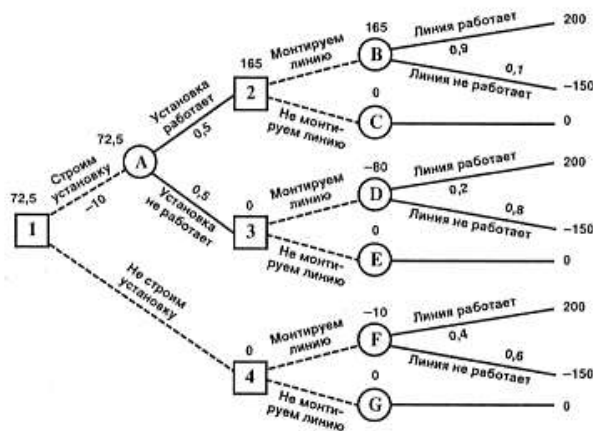 72,5
1
Строим
установку
−10
Не строим
установку
72,5
A
Установка
работает
0,5
0,5
Установка
не работает
165
2
Монтируем
линию
Не монти-
руем линию
165
B
Линия работает
0,9
200
0,1
Линия не работает
−150
0
C
0
0
3
Монтируем
линию
Не монти-
руем линию
−80
D
Линия работает
0,2
200
0,8
Линия не работает
−150
0
E
0
0
4
Монтируем
линию
Не монти-
руем линию
−10
F
Линия работает
0,4
200
0,6
Линия не работает
−150
0
G
0